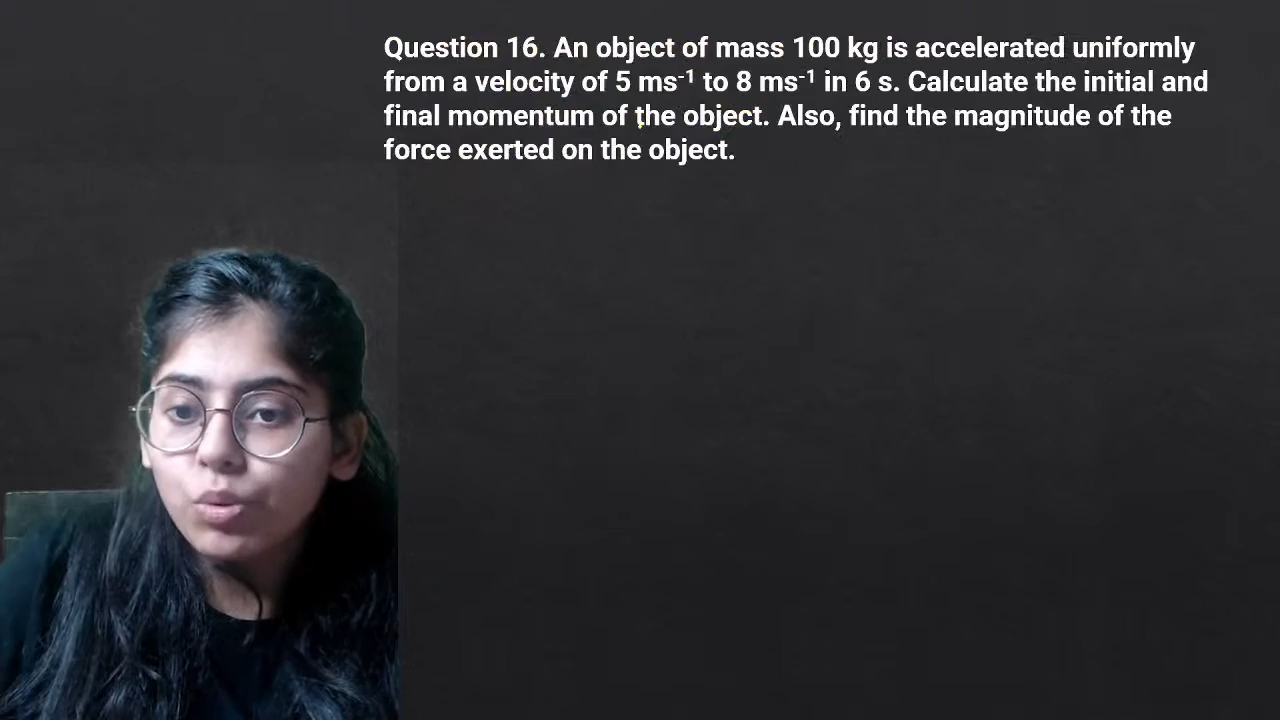 Question 16. An object of mass 100 kg is accelerated uniformly
from a velocity of 5 ms⁻¹ to 8 ms⁻¹ in 6 s. Calculate the initial and
final momentum of the object. Also, find the magnitude of the
force exerted on the object.